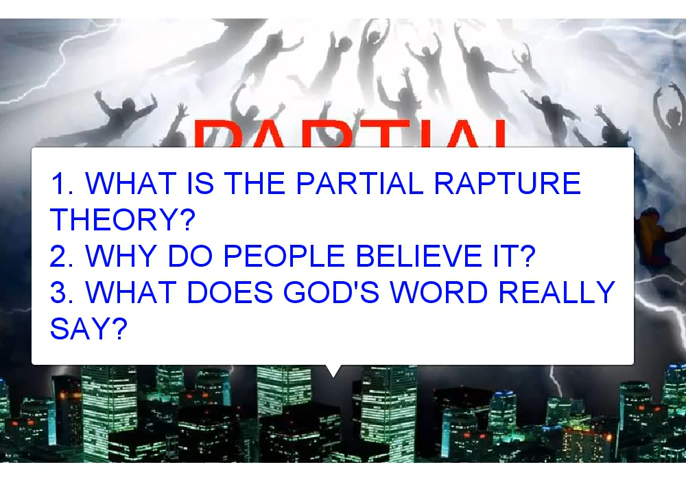 PARTIAL
1. WHAT IS THE PARTIAL RAPTURE
THEORY?
2. WHY DO PEOPLE BELIEVE IT?
3. WHAT DOES GOD'S WORD REALLY
SAY?